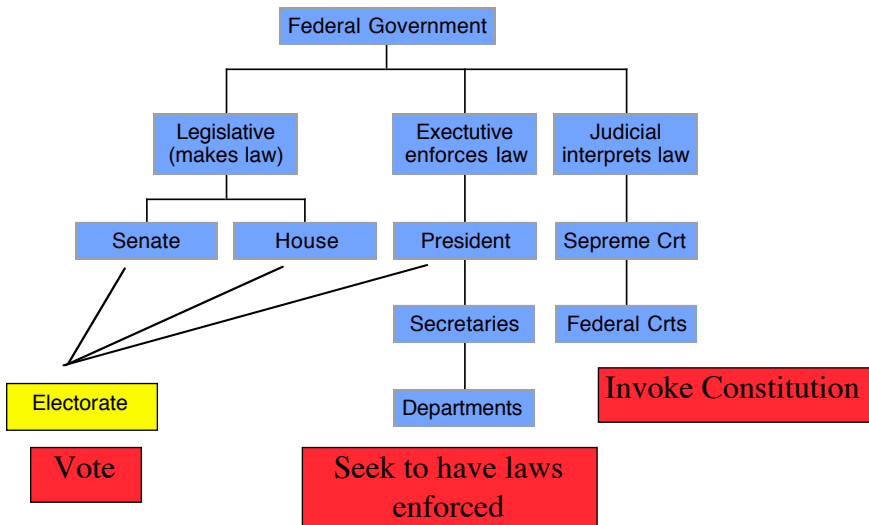 Federal Government
Legislative
(makes law)
Exectutive
enforces law
Judicial
interprets law
Senate
House
President
Sepreme Crt
Secretaries
Federal Crts
Electorate
Departments
Invoke Constitution
Vote
Seek to have laws
enforced